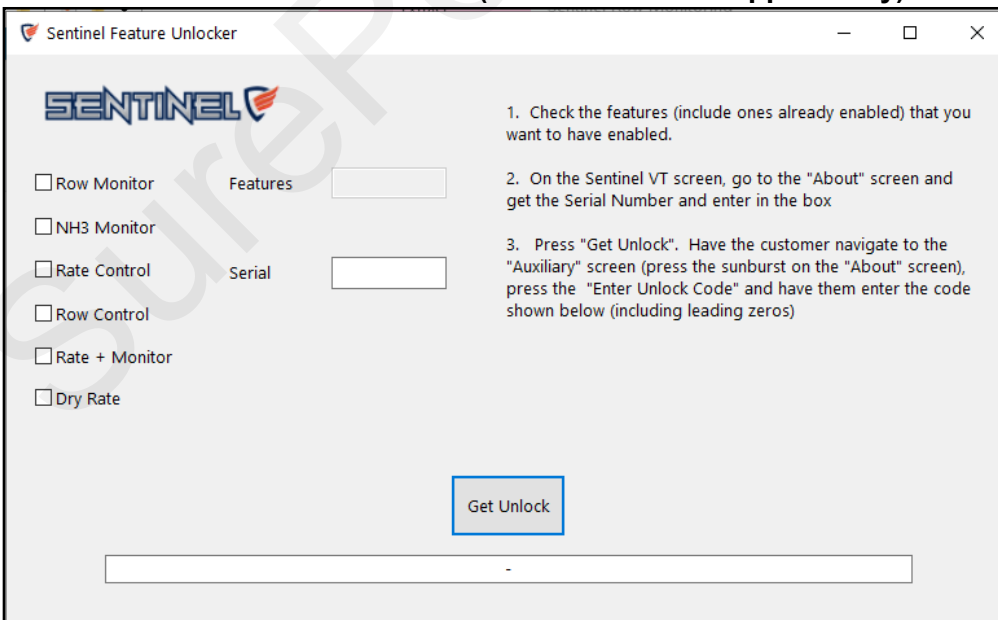 Sentinel Feature Unlocker
SENTINEL
1. Check the features (include ones already enabled) that you
want to have enabled.
Row Monitor
Features
2. On the Sentinel VT screen, go to the "About" screen and
get the Serial Number and enter in the box
NH3 Monitor
3. Press "Get Unlock". Have the customer navigate to the
"Auxiliary" screen (press the sunburst on the "About" screen),
press the "Enter Unlock Code" and have them enter the code
shown below (including leading zeros)
Rate Control
Serial
Row Control
Rate + Monitor
Dry Rate
Get Unlock
-